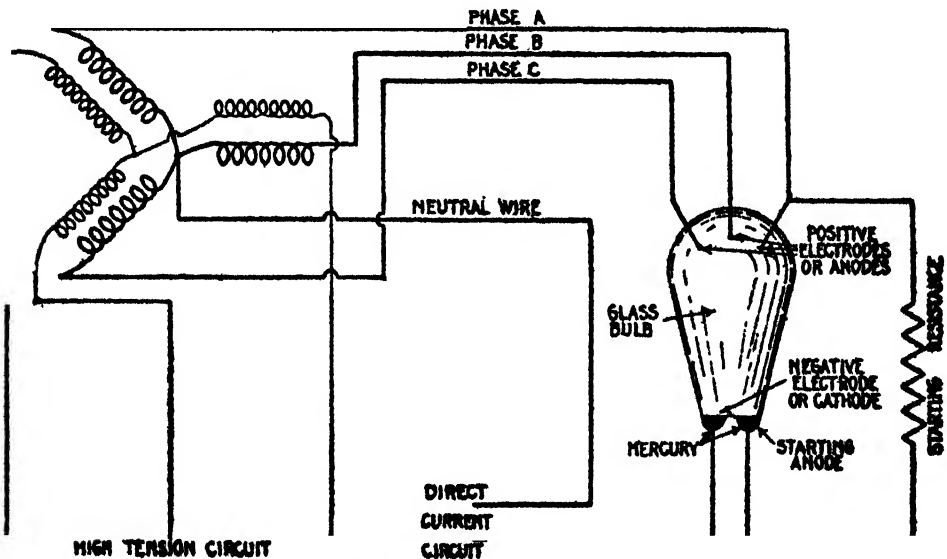 PHASE A
PHASE B
PHASE C
NEUTRAL WIRE
POSITIVE
ELECTRODES
OR ANODES
GLASS
BULB
STARTING RESISTANCE
NEGATIVE
ELECTRODE
OR CATHODE
MERCURY
STARTING
ANODE
DIRECT
CURRENT
CIRCUIT
HIGH TENSION CIRCUIT